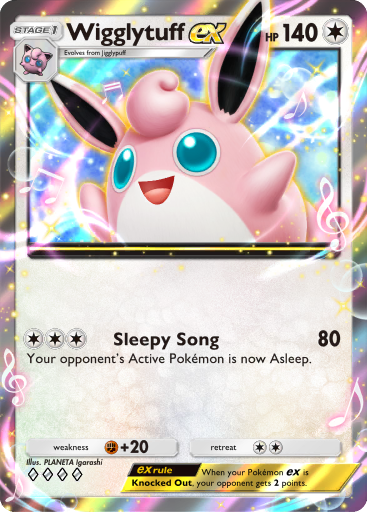 STAGE 1 Wigglytuff ex HP 140
Evolves from Jigglypuff
Sleepy Song 80
Your opponent's Active Pokémon is now Asleep.
weakness +20 retreat
Illus. PLANETA Igarashi
ex rule When your Pokémon ex is
Knocked Out, your opponent gets 2 points.